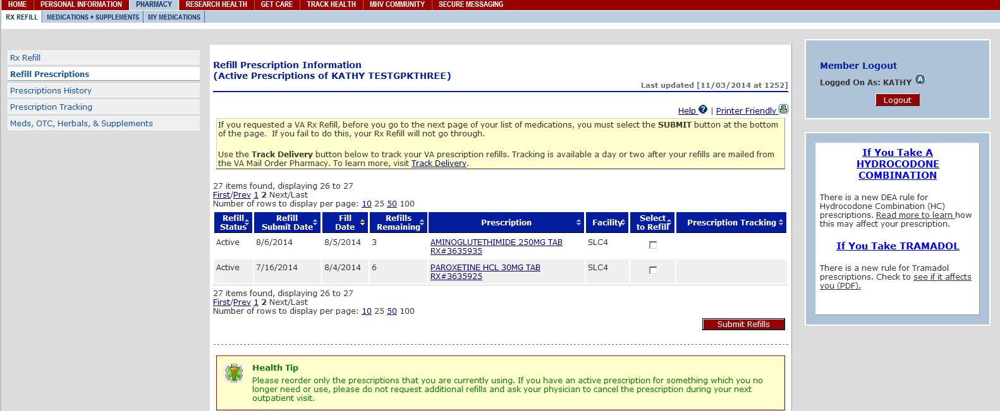 HOME PERSONAL INFORMATION PHARMACY RESEARCH HEALTH GET CARE TRACK HEALTH MHV COMMUNITY SECURE MESSAGING
RX REFILL MEDICATIONS + SUPPLEMENTS MY MEDICATIONS
Rx Refill
Refill Prescriptions
Prescriptions History
Prescription Tracking
Meds, OTC, Herbals, & Supplements
Refill Prescription Information
(Active Prescriptions of KATHY TESTGPKTHREE)
Last updated [11/03/2014 at 1252]
Help ? | Printer Friendly
If you requested a VA Rx Refill, before you go to the next page of your list of medications, you must select the SUBMIT button at the bottom
of the page. If you fail to do this, your Rx Refill will not go through.
Use the Track Delivery button below to track your VA prescription refills. Tracking is available a day or two after your refills are mailed from
the VA Mail Order Pharmacy. To learn more, visit Track Delivery.
27 items found, displaying 26 to 27
First/Prev 1 2 Next/Last
Number of rows to display per page: 10 25 50 100
Refill Status Refill Submit Date Fill Date Refills Remaining Prescription Facility Select to Refill Prescription Tracking
Active 8/6/2014 8/5/2014 3 AMINOGLUTETHIMIDE 250MG TAB SLC4
RX#3635935
Active 7/16/2014 8/4/2014 6 PAROXETINE HCL 30MG TAB SLC4
RX#3635925
27 items found, displaying 26 to 27
First/Prev 1 2 Next/Last
Number of rows to display per page: 10 25 50 100
Submit Refills
Health Tip
Please reorder only the prescriptions that you are currently using. If you have an active prescription for something which you no
longer need or use, please do not request additional refills and ask your physician to cancel the prescription during your next
outpatient visit.
Member Logout
Logged On As: KATHY A
Logout
If You Take A
HYDROCODONE
COMBINATION
There is a new DEA rule for
Hydrocodone Combination (HC)
prescriptions. Read more to learn how
this may affect your prescription.
If You Take TRAMADOL
There is a new rule for Tramadol
prescriptions. Check to see if it affects
you (PDF).